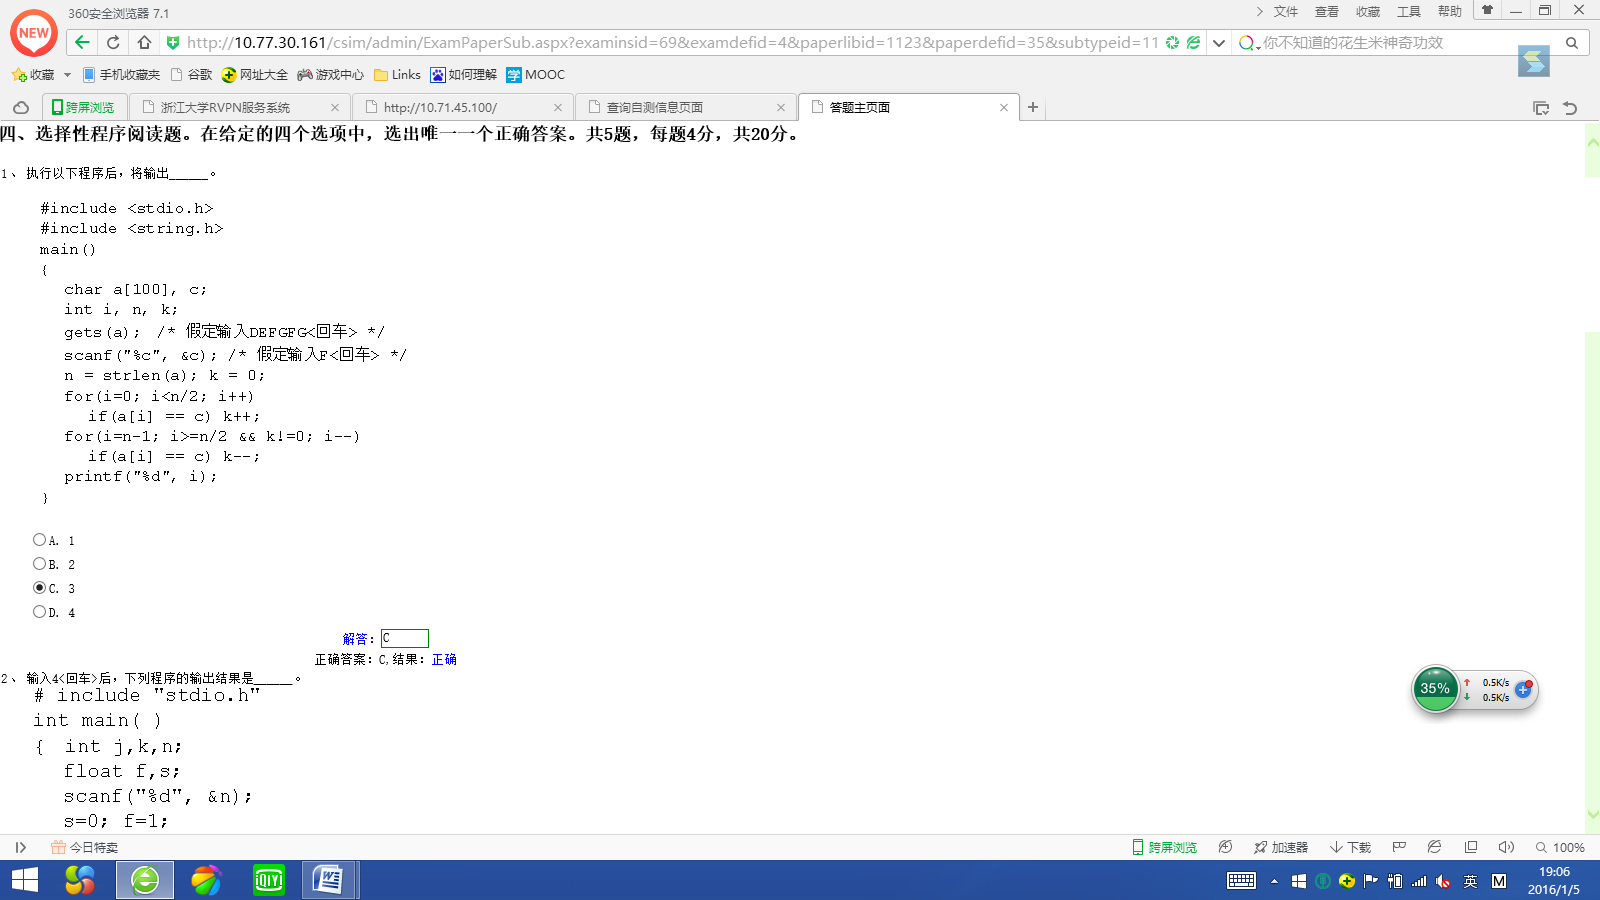 360安全浏览器 7.1
文件 查看 收藏 工具 帮助
NEW
http://10.77.30.161/csim/admin/ExamPaperSub.aspx?examinsid=69&examdefid=4&paperlibid=1123&paperdefid=35&subtypeid=11
你不知道的花生米神奇功效
收藏 手机收藏夹 谷歌 网址大全 游戏中心 Links 如何理解 学 MOOC
跨屏浏览 浙江大学RVPN服务系统 http://10.71.45.100/ 查询自测信息页面 答题主页面
四、选择性程序阅读题。在给定的四个选项中，选出唯一一个正确答案。共5题，每题4分，共20分。
1、执行以下程序后，将输出______。
#include <stdio.h>
#include <string.h>
main()
{
char a[100], c;
int i, n, k;
gets(a); /* 假定输入DEFGFG<回车> */
scanf("%c", &c); /* 假定输入F<回车> */
n = strlen(a); k = 0;
for(i=0; i<n/2; i++)
if(a[i] == c) k++;
for(i=n-1; i>=n/2 && k!=0; i--)
if(a[i] == c) k--;
printf("%d", i);
}
A. 1
B. 2
C. 3
D. 4
解答：C
正确答案：C,结果：正确
2、输入4<回车>后，下列程序的输出结果是______。
# include "stdio.h"
int main( )
{ int j,k,n;
float f,s;
scanf("%d", &n);
s=0; f=1;
35%
0.5K/s
0.5K/s
今日特卖
跨屏浏览 加速器 下载 100%
QIY
英 M
19:06
2016/1/5